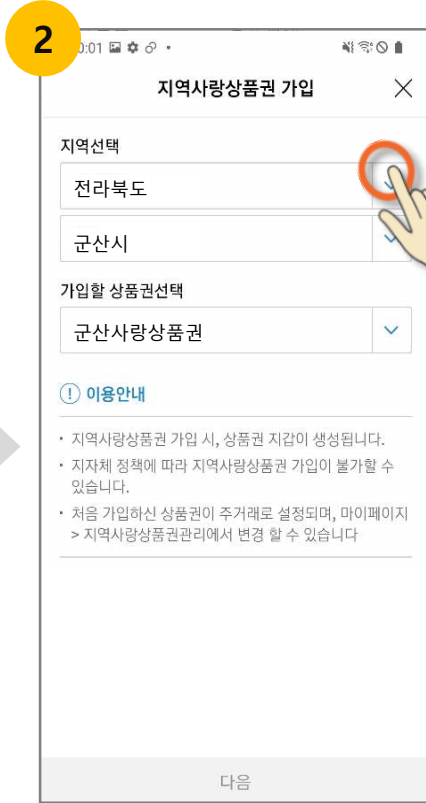 2
:01
지역사랑상품권 가입
지역선택
전라북도
군산시
가입할 상품권선택
군산사랑상품권
이용안내
• 지역사랑상품권 가입 시, 상품권 지갑이 생성됩니다.
• 지자체 정책에 따라 지역사랑상품권 가입이 불가할 수
있습니다.
• 처음 가입하신 상품권이 주거래로 설정되며, 마이페이지
> 지역사랑상품권관리에서 변경 할 수 있습니다
다음